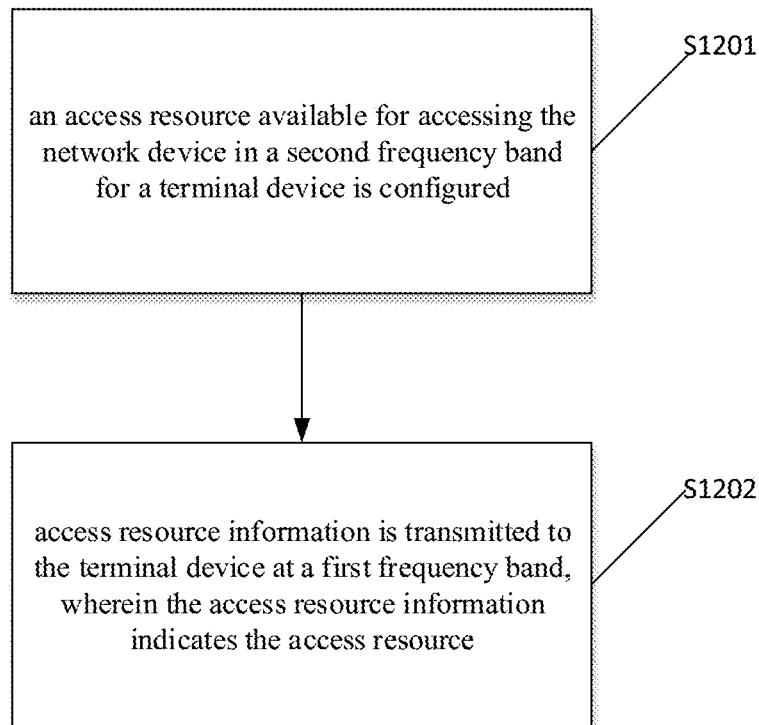 S1201
an access resource available for accessing the
network device in a second frequency band
for a terminal device is configured
S1202
access resource information is transmitted to
the terminal device at a first frequency band,
wherein the access resource information
indicates the access resource